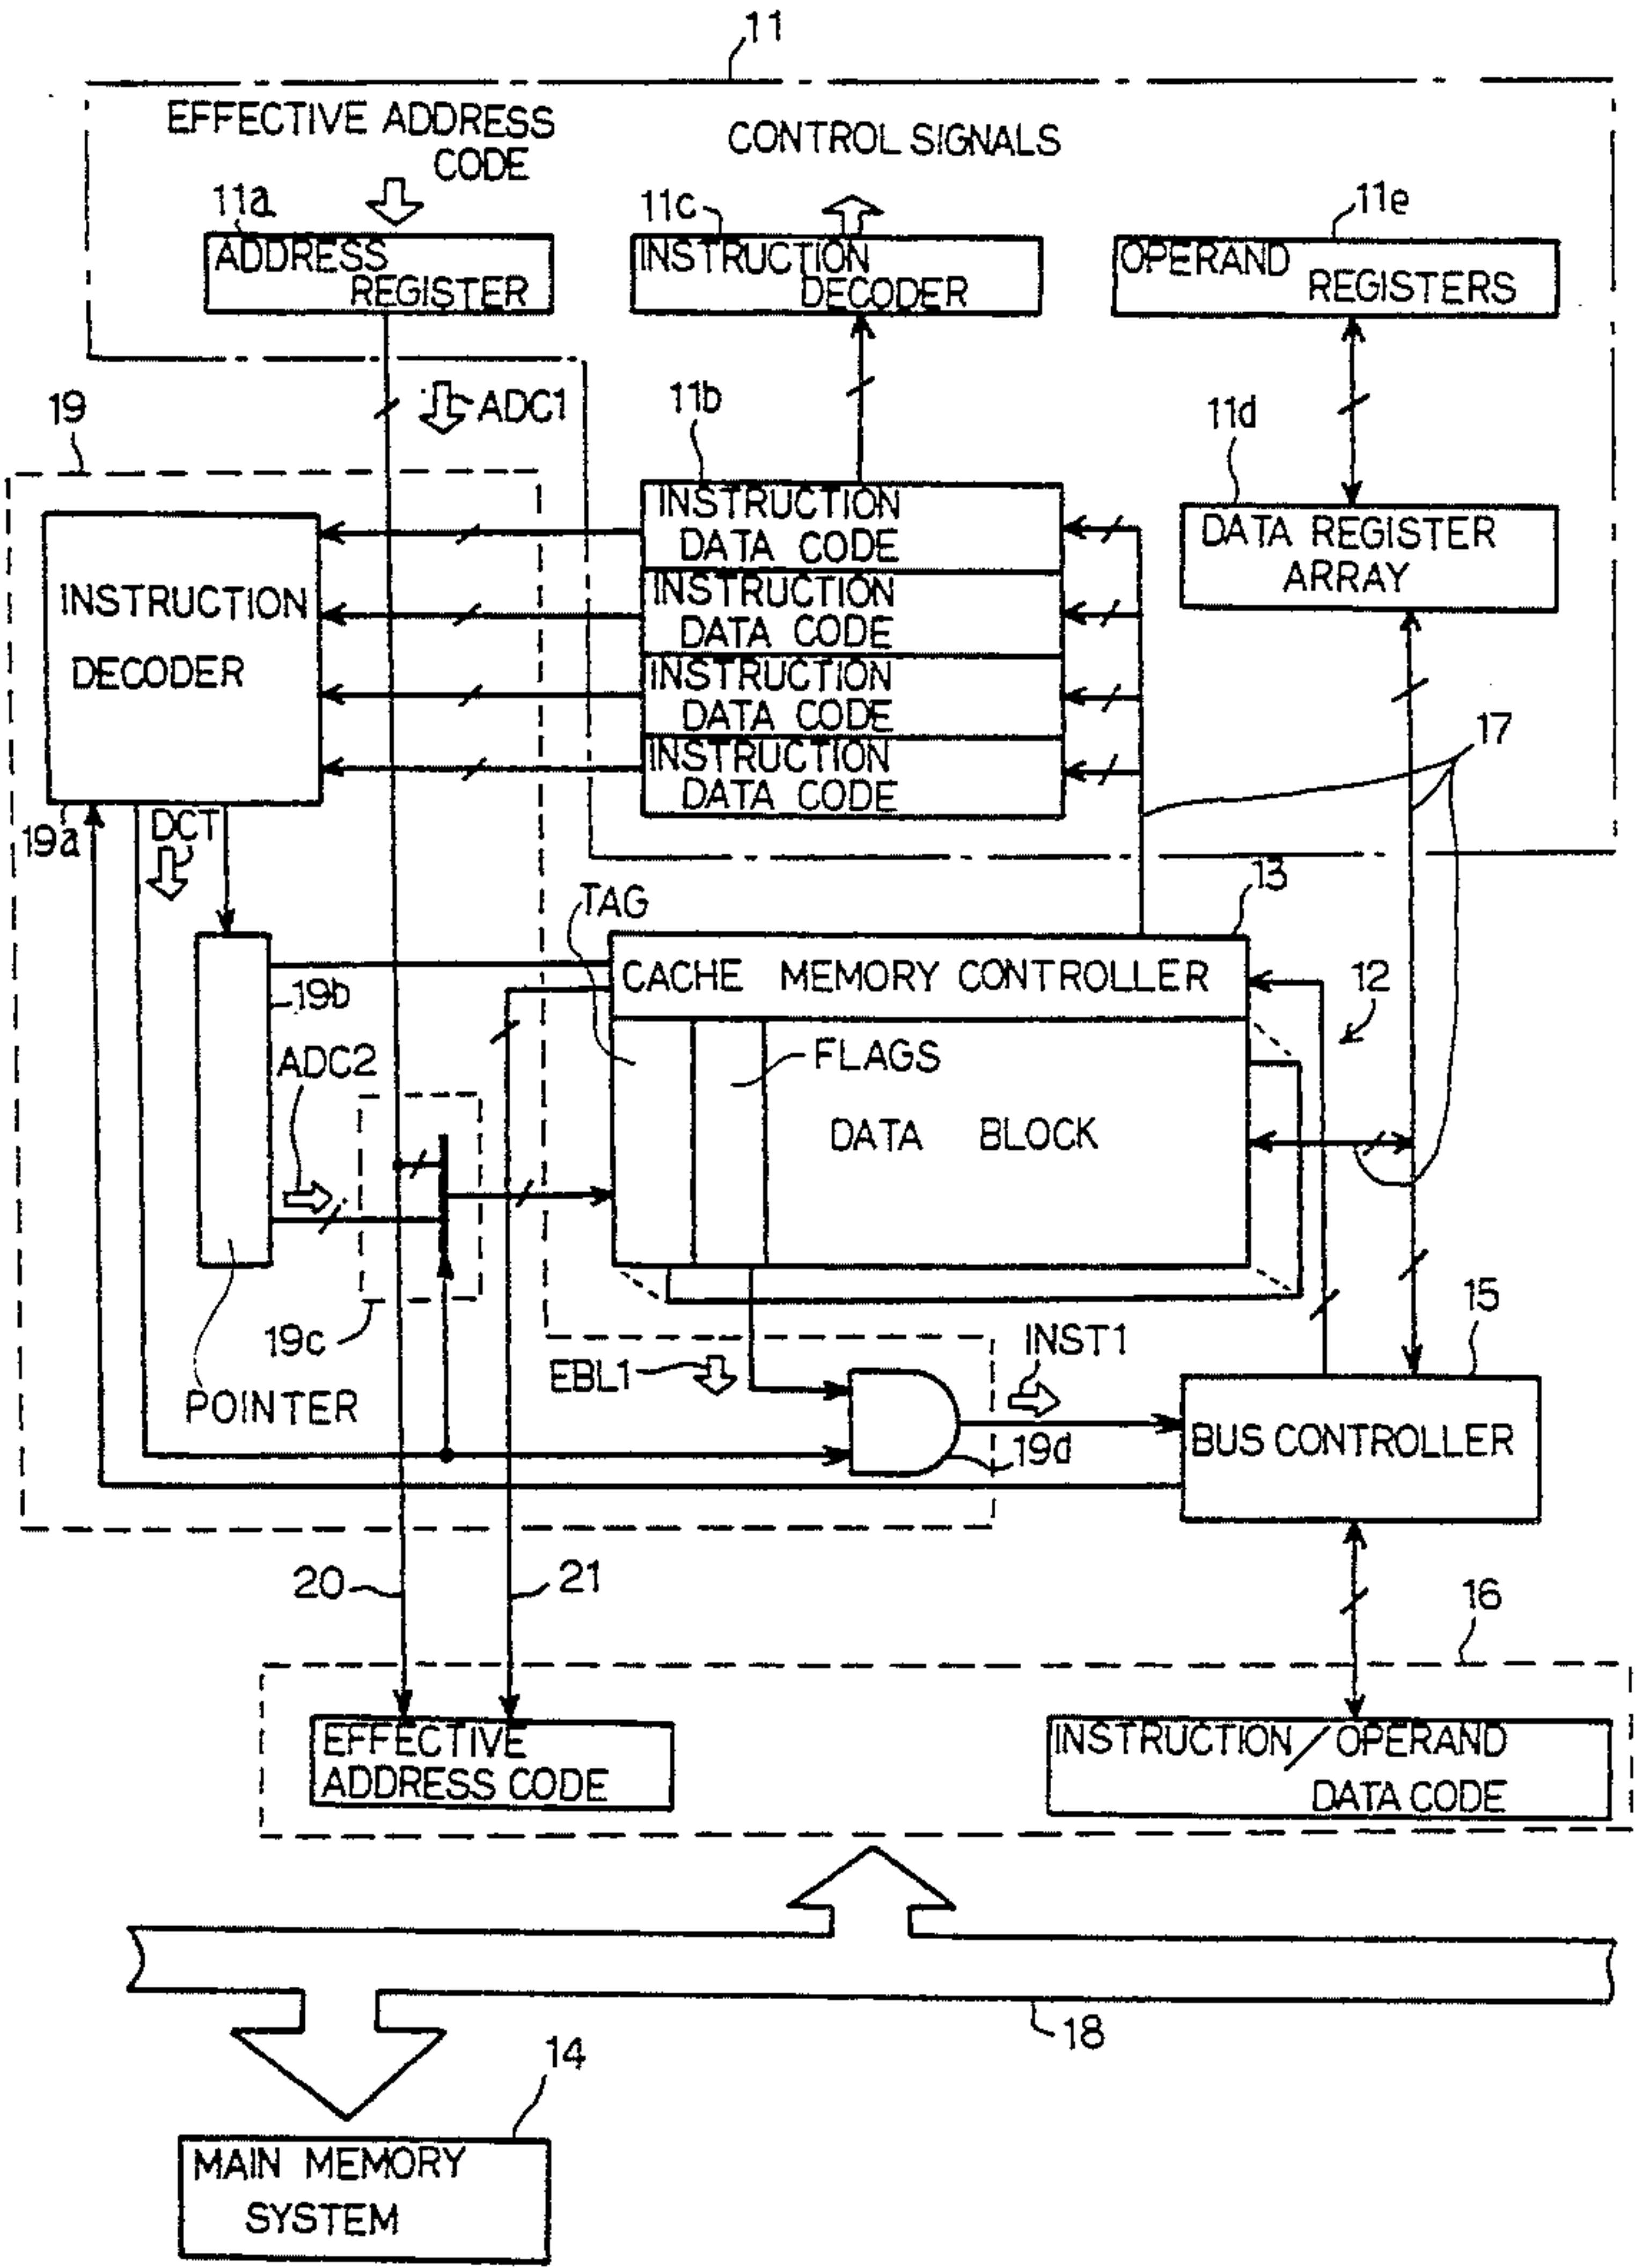 11
EFFECTIVE ADDRESS
CODE
CONTROL SIGNALS
11a
11c
11e
ADDRESS
REGISTER
INSTRUCTION
DECODER
OPERAND
REGISTERS
ADC1
19
11b
11d
INSTRUCTION
DATA CODE
INSTRUCTION
DATA CODE
INSTRUCTION
DATA CODE
INSTRUCTION
DATA CODE
DATA REGISTER
ARRAY
INSTRUCTION
DECODER
17
19a
DCT
13
TAG
CACHE MEMORY CONTROLLER
12
19b
FLAGS
ADC2
DATA BLOCK
19c
POINTER
EBL1
INST1
15
19d
BUS CONTROLLER
20
21
16
EFFECTIVE
ADDRESS CODE
INSTRUCTION/OPERAND
DATA CODE
18
14
MAIN MEMORY
SYSTEM